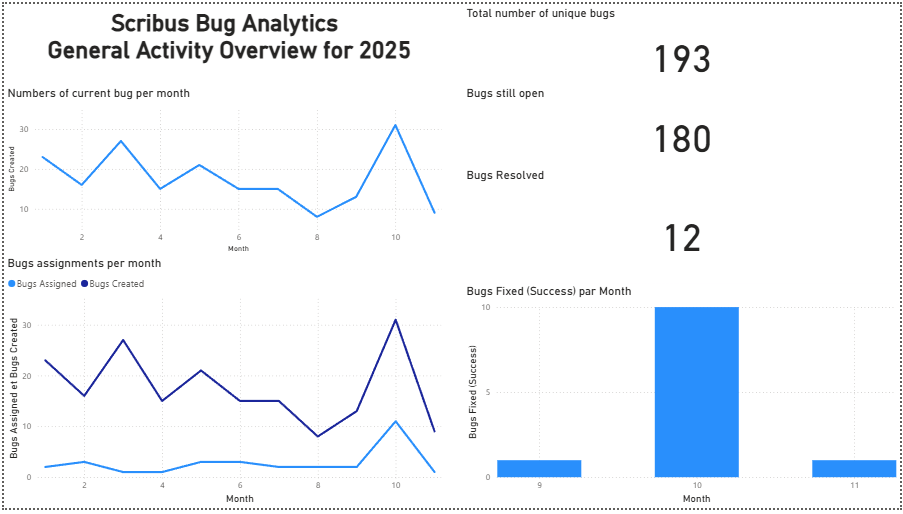 Scribus Bug Analytics
General Activity Overview for 2025
Total number of unique bugs
193
Numbers of current bug per month
Bugs Created
30
20
10
2 4 6 8 10
Month
Bugs still open
180
Bugs Resolved
12
Bugs assignments per month
Bugs Assigned Bugs Created
Bugs Assigned et Bugs Created
30
20
10
0
2 4 6 8 10
Month
Bugs Fixed (Success) par Month
Bugs Fixed (Success)
10
5
0
9 10 11
Month